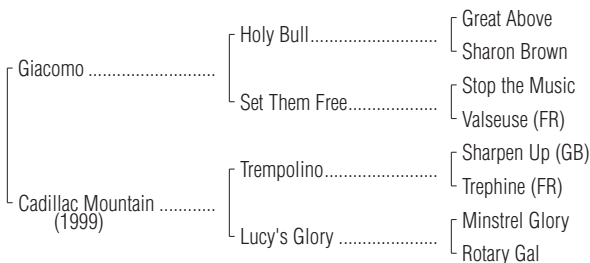 Great Above
Holy Bull..........................
Sharon Brown
Giacomo ..........................
Stop the Music
Set Them Free..................
Valseuse (FR)
Sharpen Up (GB)
Trempolino.......................
Trephine (FR)
Cadillac Mountain ............
(1999)
Minstrel Glory
Lucy's Glory ....................
Rotary Gal